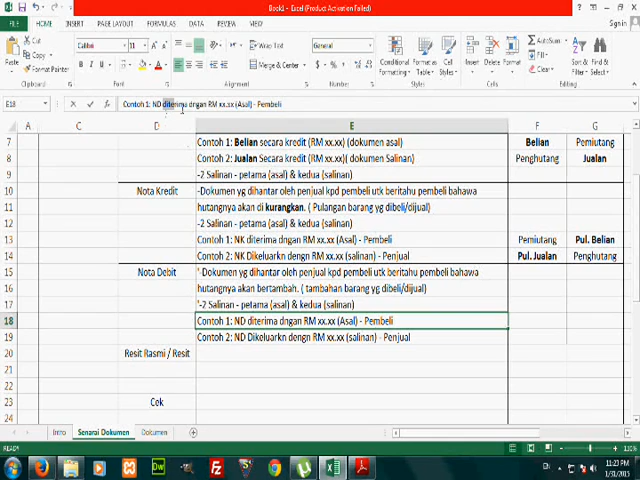 Book1 - Excel (Product Activation Failed)
FILE HOME INSERT PAGE LAYOUT FORMULAS DATA REVIEW VIEW Sign in
Cut
Copy
Format Painter
Paste
Clipboard
Calibri 11
Font
Wrap Text
Merge & Center
Alignment
General
Number
Conditional Formatting
Format as Table
Cell Styles
Styles
Insert Delete Format
Cells
AutoSum
Fill
Clear
Sort & Filter
Find & Select
Editing
E18 Contoh 1: ND diterima dngan RM xx.xx (Asal) - Pembeli
A C D E F G
7 Contoh 1: Belian secara kredit (RM xx.xx) (dokumen asal) Belian Pemiutang
8 Contoh 2: Jualan Secara kredit (RM xx.xx)( dokumen Salinan) Penghutang Jualan
9 -2 Salinan - petama (asal) & kedua (salinan)
10 Nota Kredit -Dokumen yg dihantar oleh penjual kpd pembeli utk beritahu pembeli bahawa
11 hutangnya akan di kurangkan. ( Pulangan barang yg dibeli/dijual)
12 -2 Salinan - petama (asal) & kedua (salinan)
13 Contoh 1: NK diterima dngan RM xx.xx (Asal) - Pembeli Pemiutang Pul. Belian
14 Contoh 2: NK Dikeluarkn dengn RM xx.xx (salinan) - Penjual Pul. Jualan Penghutang
15 Nota Debit '-Dokumen yg dihantar oleh penjual kpd pembeli utk beritahu pembeli bahawa
16 hutangnya akan bertambah. ( tambahan barang yg dibeli/dijual)
17 '-2 Salinan - petama (asal) & kedua (salinan)
18 Contoh 1: ND diterima dngan RM xx.xx (Asal) - Pembeli
19 Contoh 2: ND Dikeluarkn dengn RM xx.xx (salinan) - Penjual
20 Resit Rasmi / Resit
21
22
23 Cek
24
Intro Senarai Dokumen Dokumen
READY
EN 11:23 PM
1/31/2015